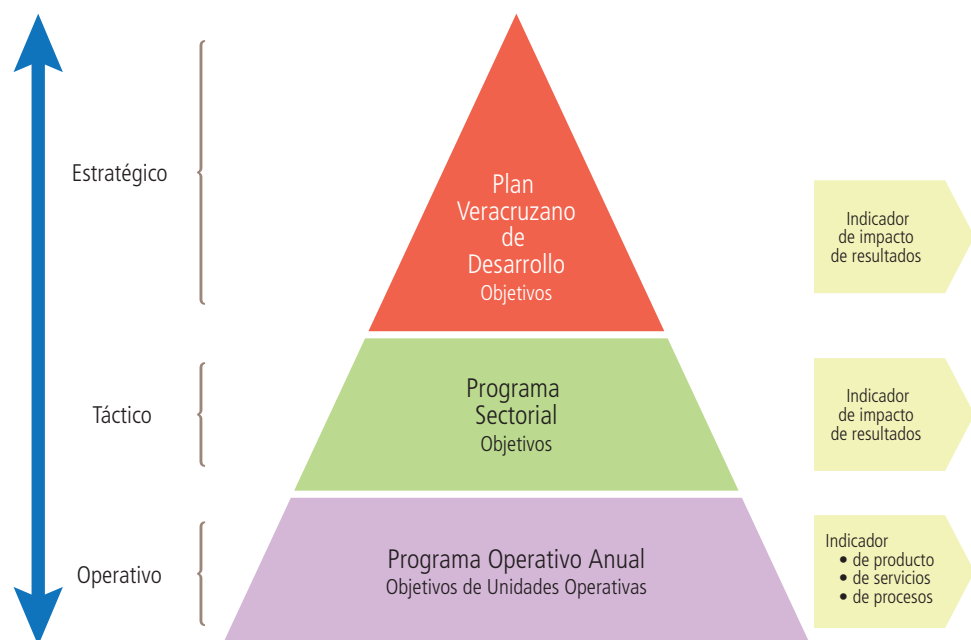 Estratégico
Plan
Veracruzano
de
Desarrollo
Objetivos
Indicador
de impacto
de resultados
Táctico
Programa
Sectorial
Objetivos
Indicador
de impacto
de resultados
Operativo
Programa Operativo Anual
Objetivos de Unidades Operativas
Indicador
• de producto
• de servicios
• de procesos